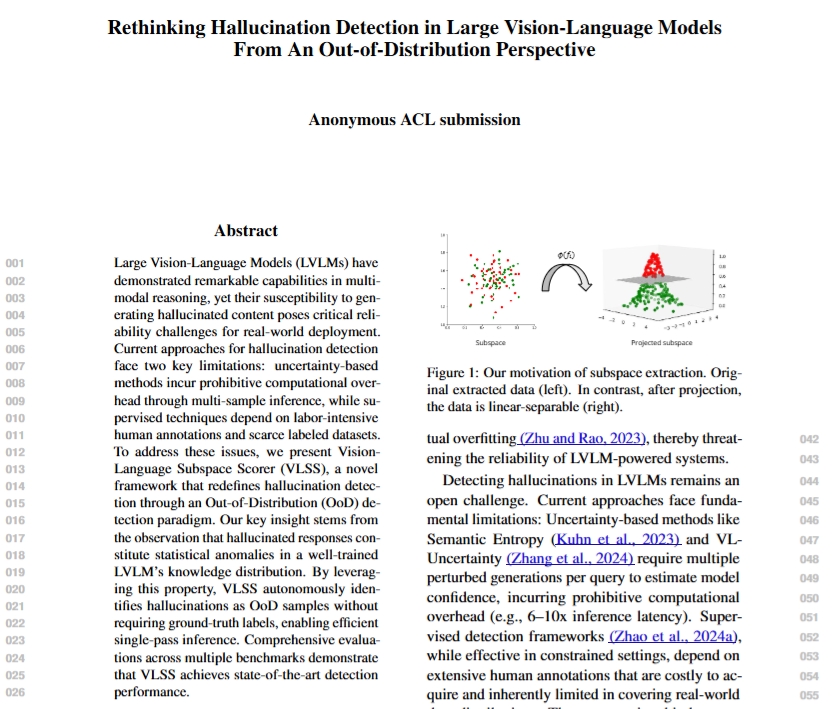 Rethinking Hallucination Detection in Large Vision-Language Models
From An Out-of-Distribution Perspective
Anonymous ACL submission
Abstract
001 Large Vision-Language Models (LVLMs) have
002 demonstrated remarkable capabilities in multi-
003 modal reasoning, yet their susceptibility to gen-
004 erating hallucinated content poses critical reli-
005 ability challenges for real-world deployment.
006 Current approaches for hallucination detection
007 face two key limitations: uncertainty-based
008 methods incur prohibitive computational over-
009 head through multi-sample inference, while su-
010 pervised techniques depend on labor-intensive
011 human annotations and scarce labeled datasets.
012 To address these issues, we present Vision-
013 Language Subspace Scorer (VLSS), a novel
014 framework that redefines hallucination detec-
015 tion through an Out-of-Distribution (OoD) de-
016 tection paradigm. Our key insight stems from
017 the observation that hallucinated responses con-
018 stitute statistical anomalies in a well-trained
019 LVLM's knowledge distribution. By leverag-
020 ing this property, VLSS autonomously iden-
021 tifies hallucinations as OoD samples without
022 requiring ground-truth labels, enabling efficient
023 single-pass inference. Comprehensive evalua-
024 tions across multiple benchmarks demonstrate
025 that VLSS achieves state-of-the-art detection
026 performance.
Subspace
Projected subspace
Figure 1: Our motivation of subspace extraction. Orig-
inal extracted data (left). In contrast, after projection,
the data is linear-separable (right).
tual overfitting (Zhu and Rao, 2023), thereby threat- 042
ening the reliability of LVLM-powered systems. 043
Detecting hallucinations in LVLMs remains an 044
open challenge. Current approaches face funda- 045
mental limitations: Uncertainty-based methods like 046
Semantic Entropy (Kuhn et al., 2023) and VL- 047
Uncertainty (Zhang et al., 2024) require multiple 048
perturbed generations per query to estimate model 049
confidence, incurring prohibitive computational 050
overhead (e.g., 6–10x inference latency). Super- 051
vised detection frameworks (Zhao et al., 2024a), 052
while effective in constrained settings, depend on 053
extensive human annotations that are costly to ac- 054
quire and inherently limited in covering real-world 055